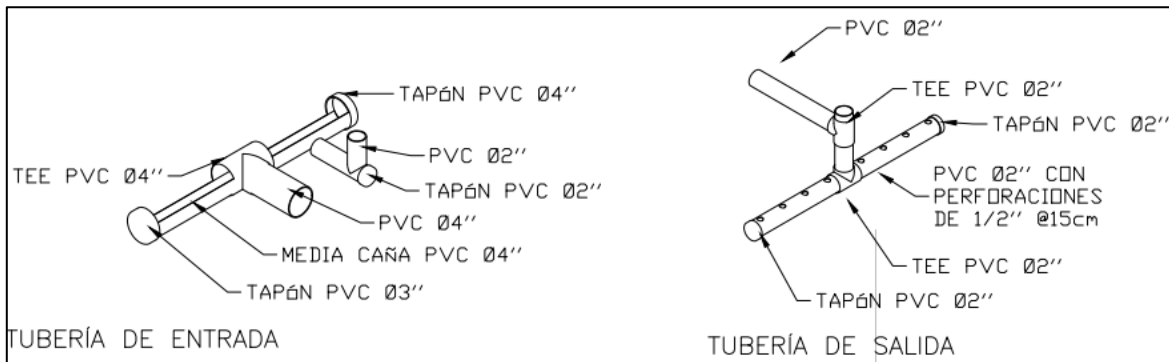 TAPóN PVC Ø4''
TEE PVC Ø4''
PVC Ø2''
TAPóN PVC Ø2''
PVC Ø4''
MEDIA CAÑA PVC Ø4''
TAPóN PVC Ø3''
TUBERÍA DE ENTRADA
PVC Ø2''
TEE PVC Ø2''
TAPóN PVC Ø2''
PVC Ø2'' CON
PERFORACIONES
DE 1/2'' @15cm
TEE PVC Ø2''
TAPóN PVC Ø2''
TUBERÍA DE SALIDA